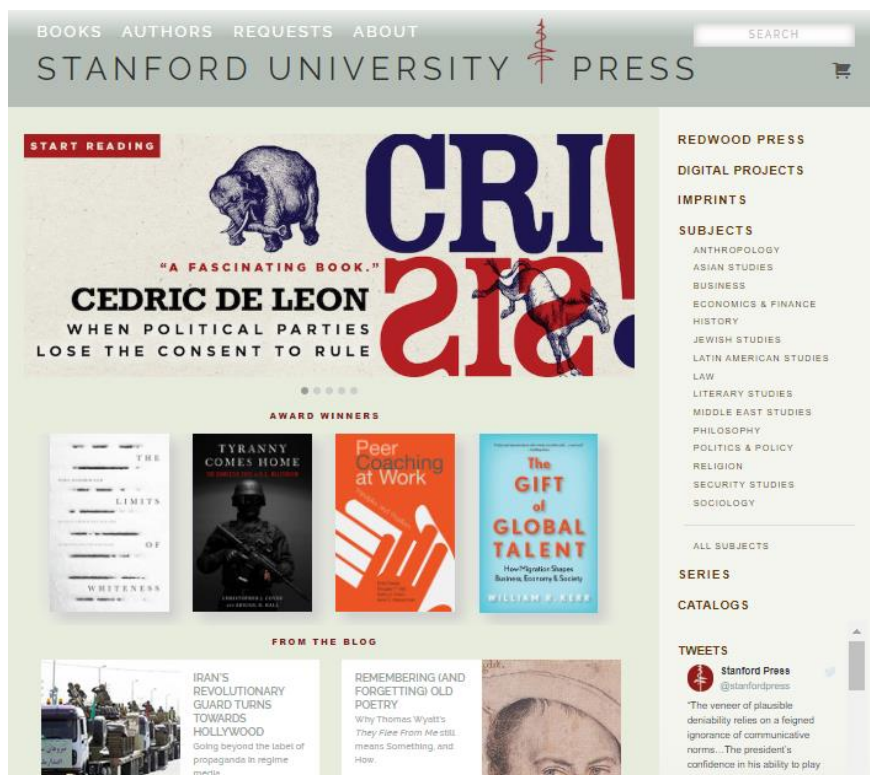 BOOKS AUTHORS REQUESTS ABOUT
SEARCH
STANFORD UNIVERSITY PRESS
START READING
CRI
SIS!
"A FASCINATING BOOK."
CEDRIC DE LEON
WHEN POLITICAL PARTIES
LOSE THE CONSENT TO RULE
AWARD WINNERS
THE
LIMITS
OF
WHITENESS
TYRANNY
COMES HOME
Peer
Coaching
at Work
The
GIFT
of
GLOBAL
TALENT
How Migration Shapes
Business, Economy & Society
WILLIAM R. KERR
FROM THE BLOG
IRAN'S
REVOLUTIONARY
GUARD TURNS
TOWARDS
HOLLYWOOD
Going beyond the label of
propaganda in regime
media
REMEMBERING (AND
FORGETTING) OLD
POETRY
Why Thomas Wyatt's
They Flee From Me still
means Something, and
How.
REDWOOD PRESS
DIGITAL PROJECTS
IMPRINTS
SUBJECTS
ANTHROPOLOGY
ASIAN STUDIES
BUSINESS
ECONOMICS & FINANCE
HISTORY
JEWISH STUDIES
LATIN AMERICAN STUDIES
LAW
LITERARY STUDIES
MIDDLE EAST STUDIES
PHILOSOPHY
POLITICS & POLICY
RELIGION
SECURITY STUDIES
SOCIOLOGY
ALL SUBJECTS
SERIES
CATALOGS
TWEETS
Stanford Press
@stanfordpress
"The veneer of plausible
deniability relies on a feigned
ignorance of communicative
norms…The president's
confidence in his ability to play